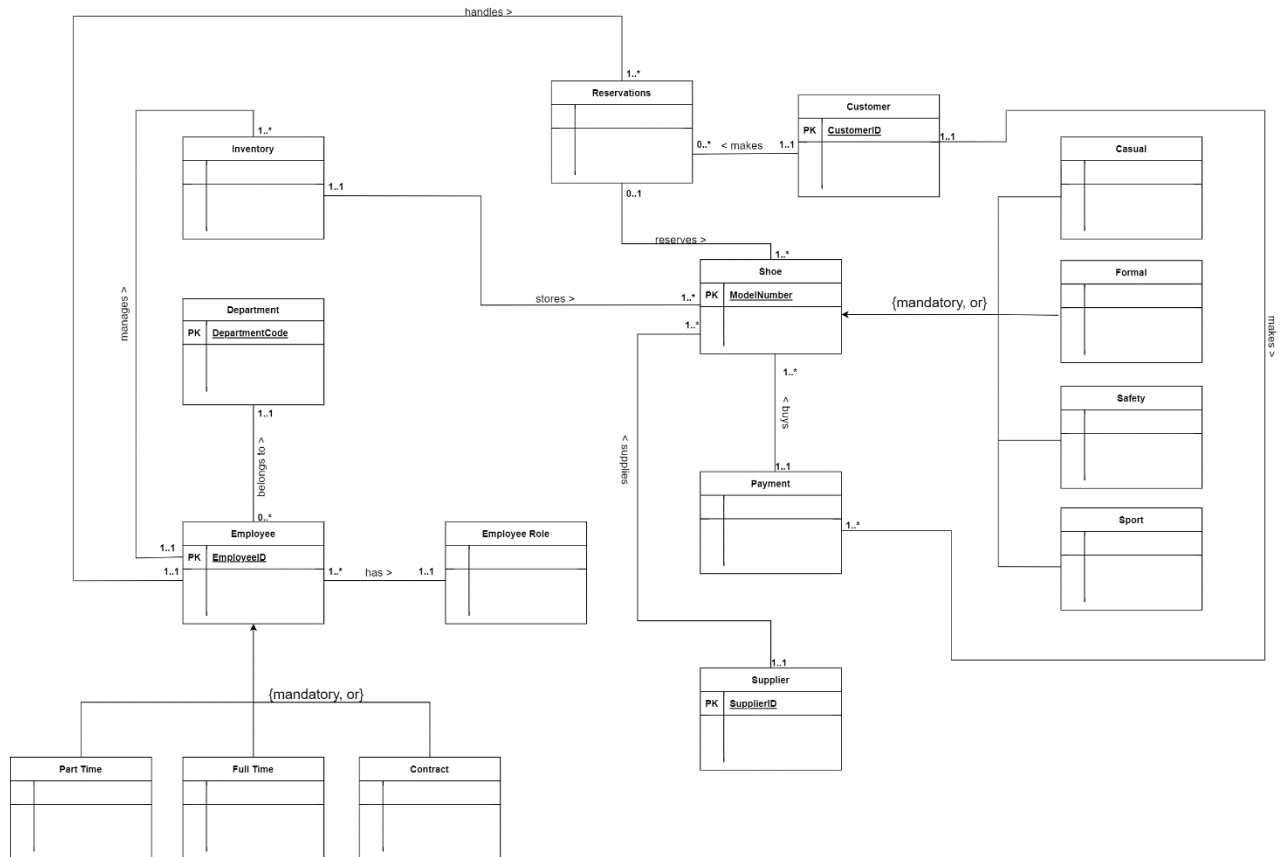 handles >
1..*
Reservations
Customer
PK CustomerID
1..1
0..* < makes 1..1
0..1
1..*
Inventory
1..1
Casual
reserves >
1..*
Shoe
PK ModelNumber
Formal
{mandatory, or}
stores > 1..*
1..*
1..*
manages >
Department
PK DepartmentCode
1..1
makes >
belongs to >
< buys
< supplies
Safety
1..1
Payment
1..*
Sport
0..*
Employee
PK EmployeeID
1..1
1..1
1..* has > 1..1
Employee Role
1..1
Supplier
PK SupplierID
{mandatory, or}
Part Time
Full Time
Contract